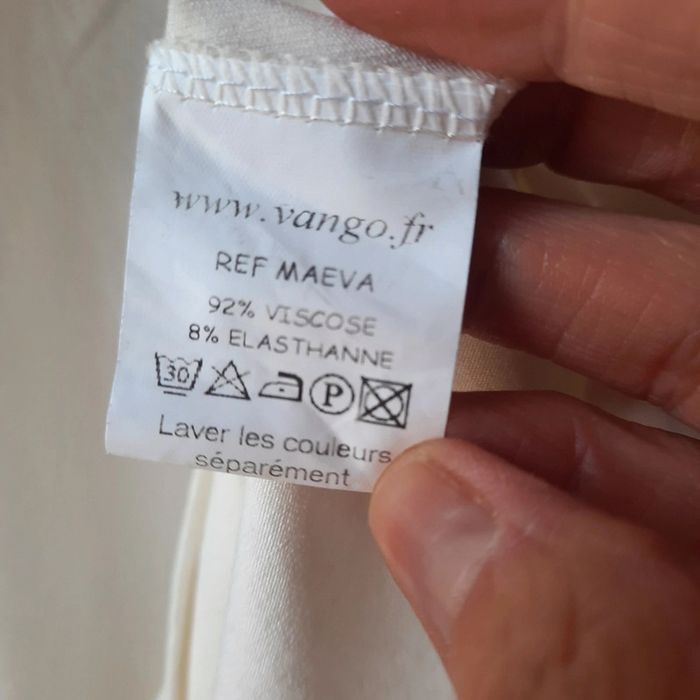 www.vango.fr
REF MAEVA
92% VISCOSE
8% ELASTHANNE
30 P
Laver les couleurs
séparément